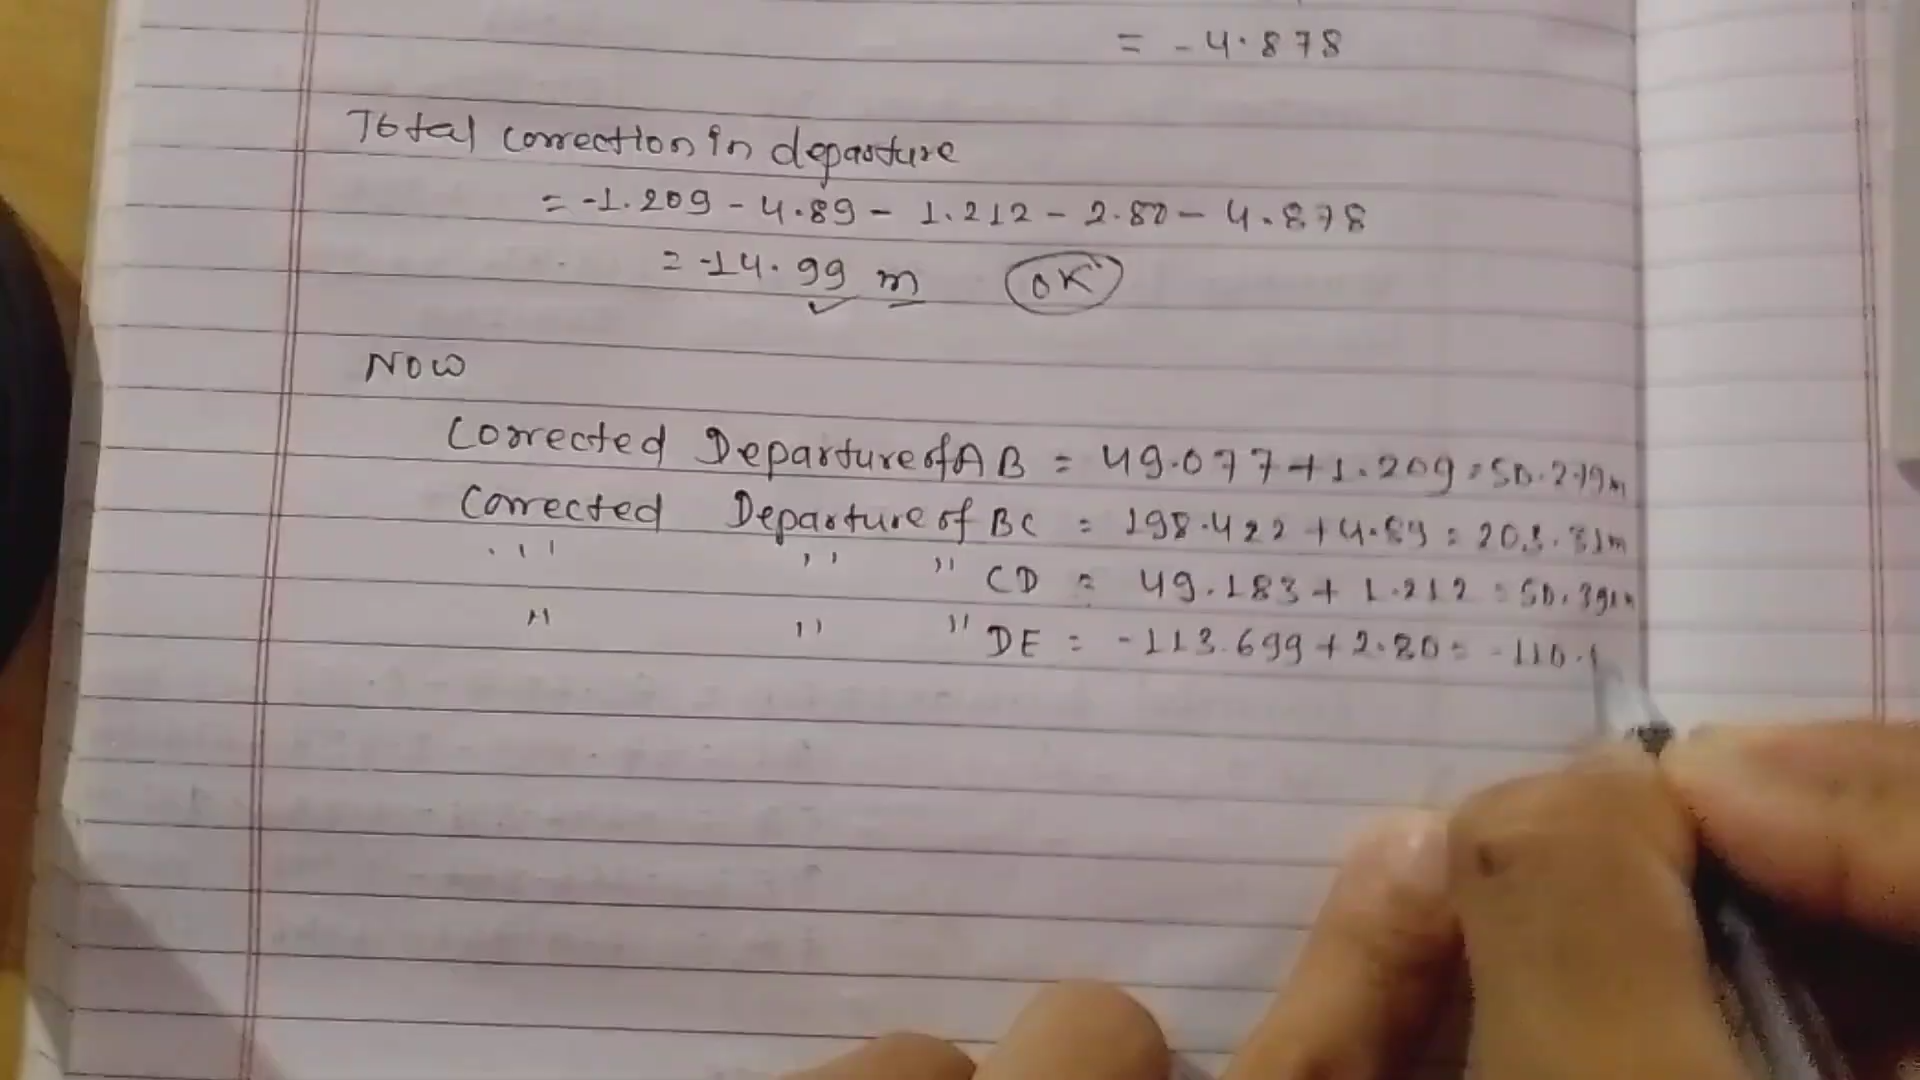 = -4.878
Total correction in departure
= -1.209 - 4.89 - 1.212 - 2.80 - 4.878
= -14.99 m OK
Now
Corrected Departure of AB = 49.077 + 1.209 = 50.279m
Corrected Departure of BC = 198.422 + 4.89 = 203.31m
" " " CD = 49.183 + 1.212 = 50.39m
" " " DE = -113.699 + 2.80 = -110.